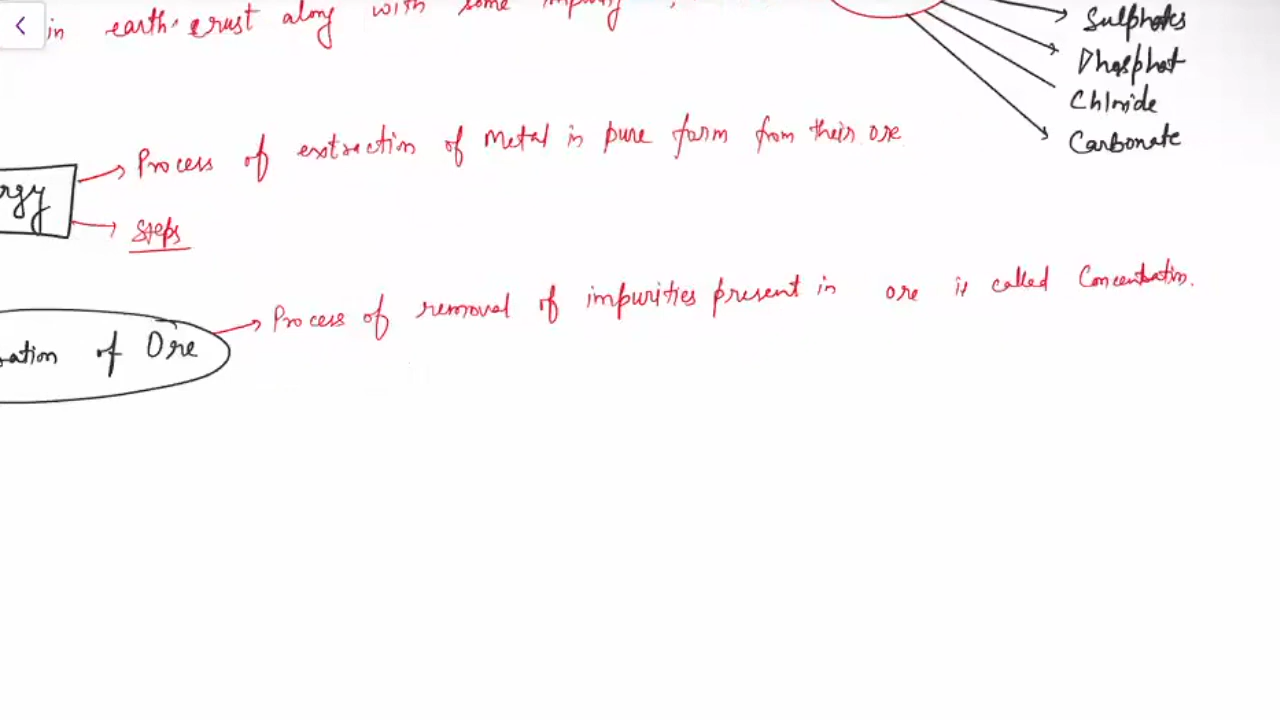 in earth crust along with some impurity
Sulphates
Phosphat
Chloride
Carbonate
Process of extraction of Metal in pure form from their ore
rgy
Steps
Process of removal of impurities present in ore is called Concentration.
ation of Ore